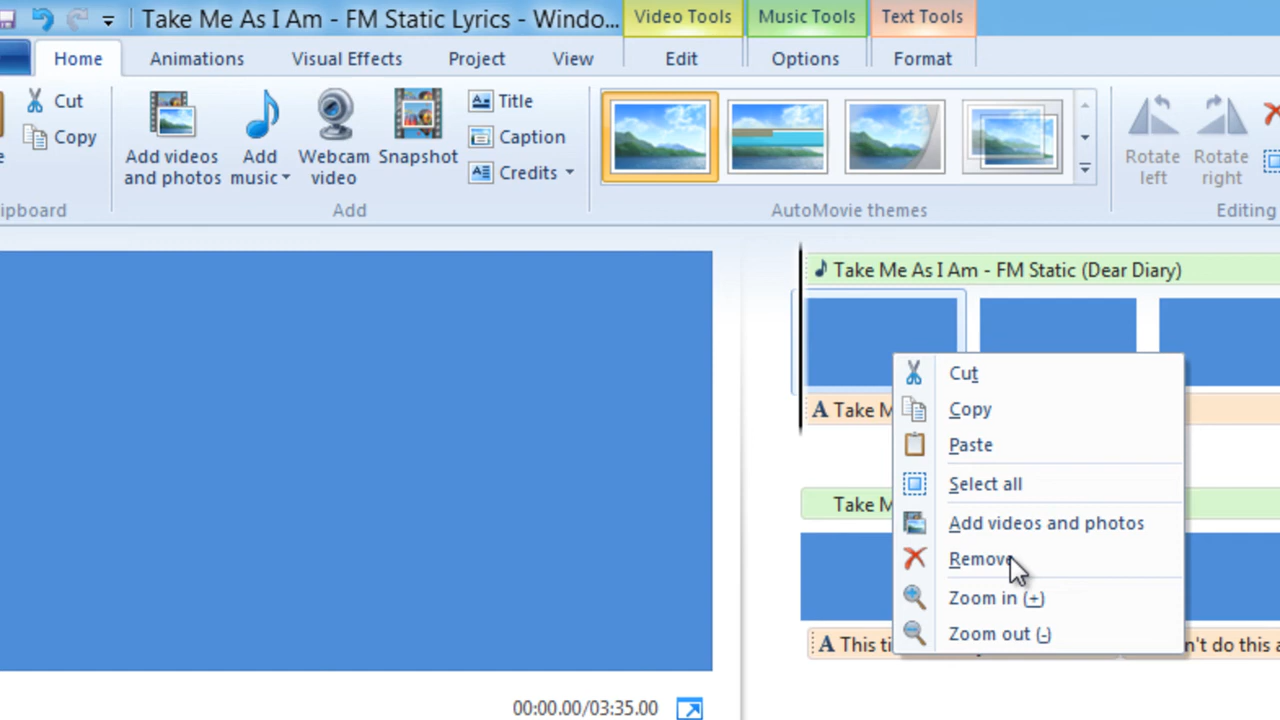 Take Me As I Am - FM Static Lyrics - Windo...
Video Tools
Music Tools
Text Tools
Home
Animations
Visual Effects
Project
View
Edit
Options
Format
Cut
Copy
e
Add videos
and photos
Add
music
Webcam
video
Snapshot
Title
Caption
Credits
Rotate
left
Rotate
right
ipboard
Add
AutoMovie themes
Editing
Take Me As I Am - FM Static (Dear Diary)
A Take M
Take M
A This ti
n't do this a
Cut
Copy
Paste
Select all
Add videos and photos
Remove
Zoom in (+)
Zoom out (-)
00:00.00/03:35.00